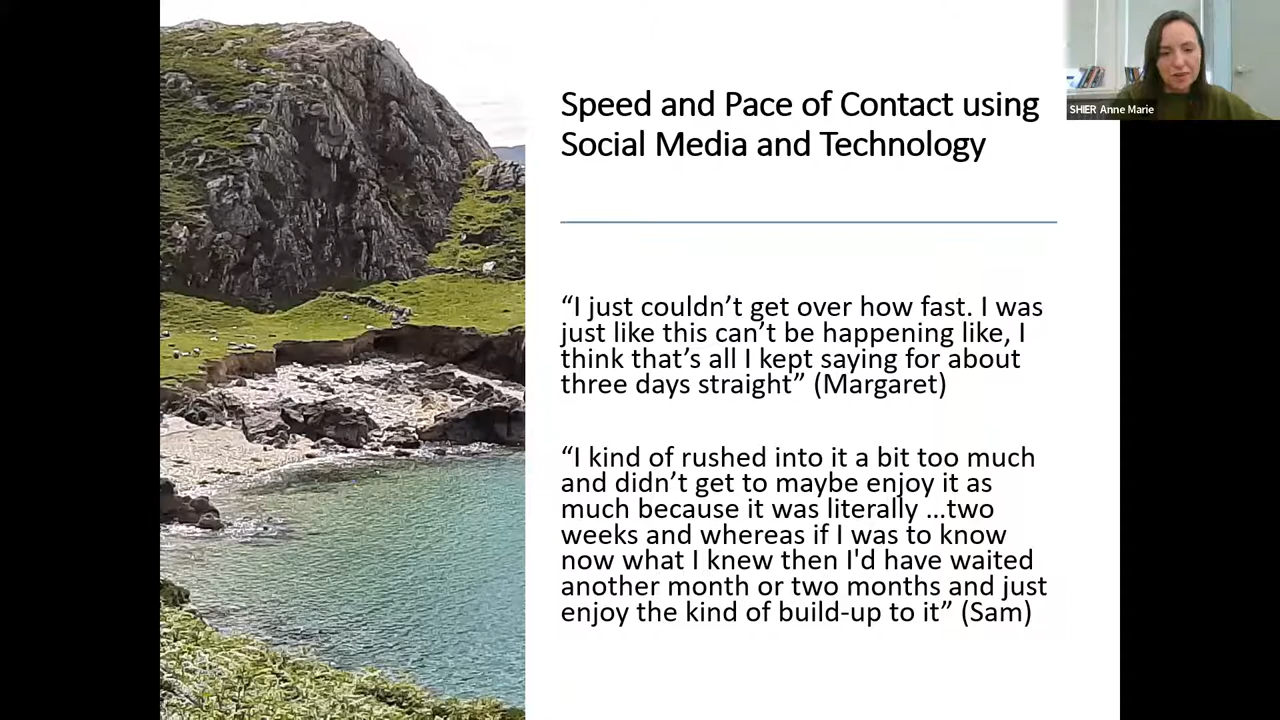 SHIER Anne Marie
Speed and Pace of Contact using
Social Media and Technology
“I just couldn’t get over how fast. I was
just like this can’t be happening like, I
think that’s all I kept saying for about
three days straight” (Margaret)
“I kind of rushed into it a bit too much
and didn’t get to maybe enjoy it as
much because it was literally ...two
weeks and whereas if I was to know
now what I knew then I'd have waited
another month or two months and just
enjoy the kind of build-up to it” (Sam)